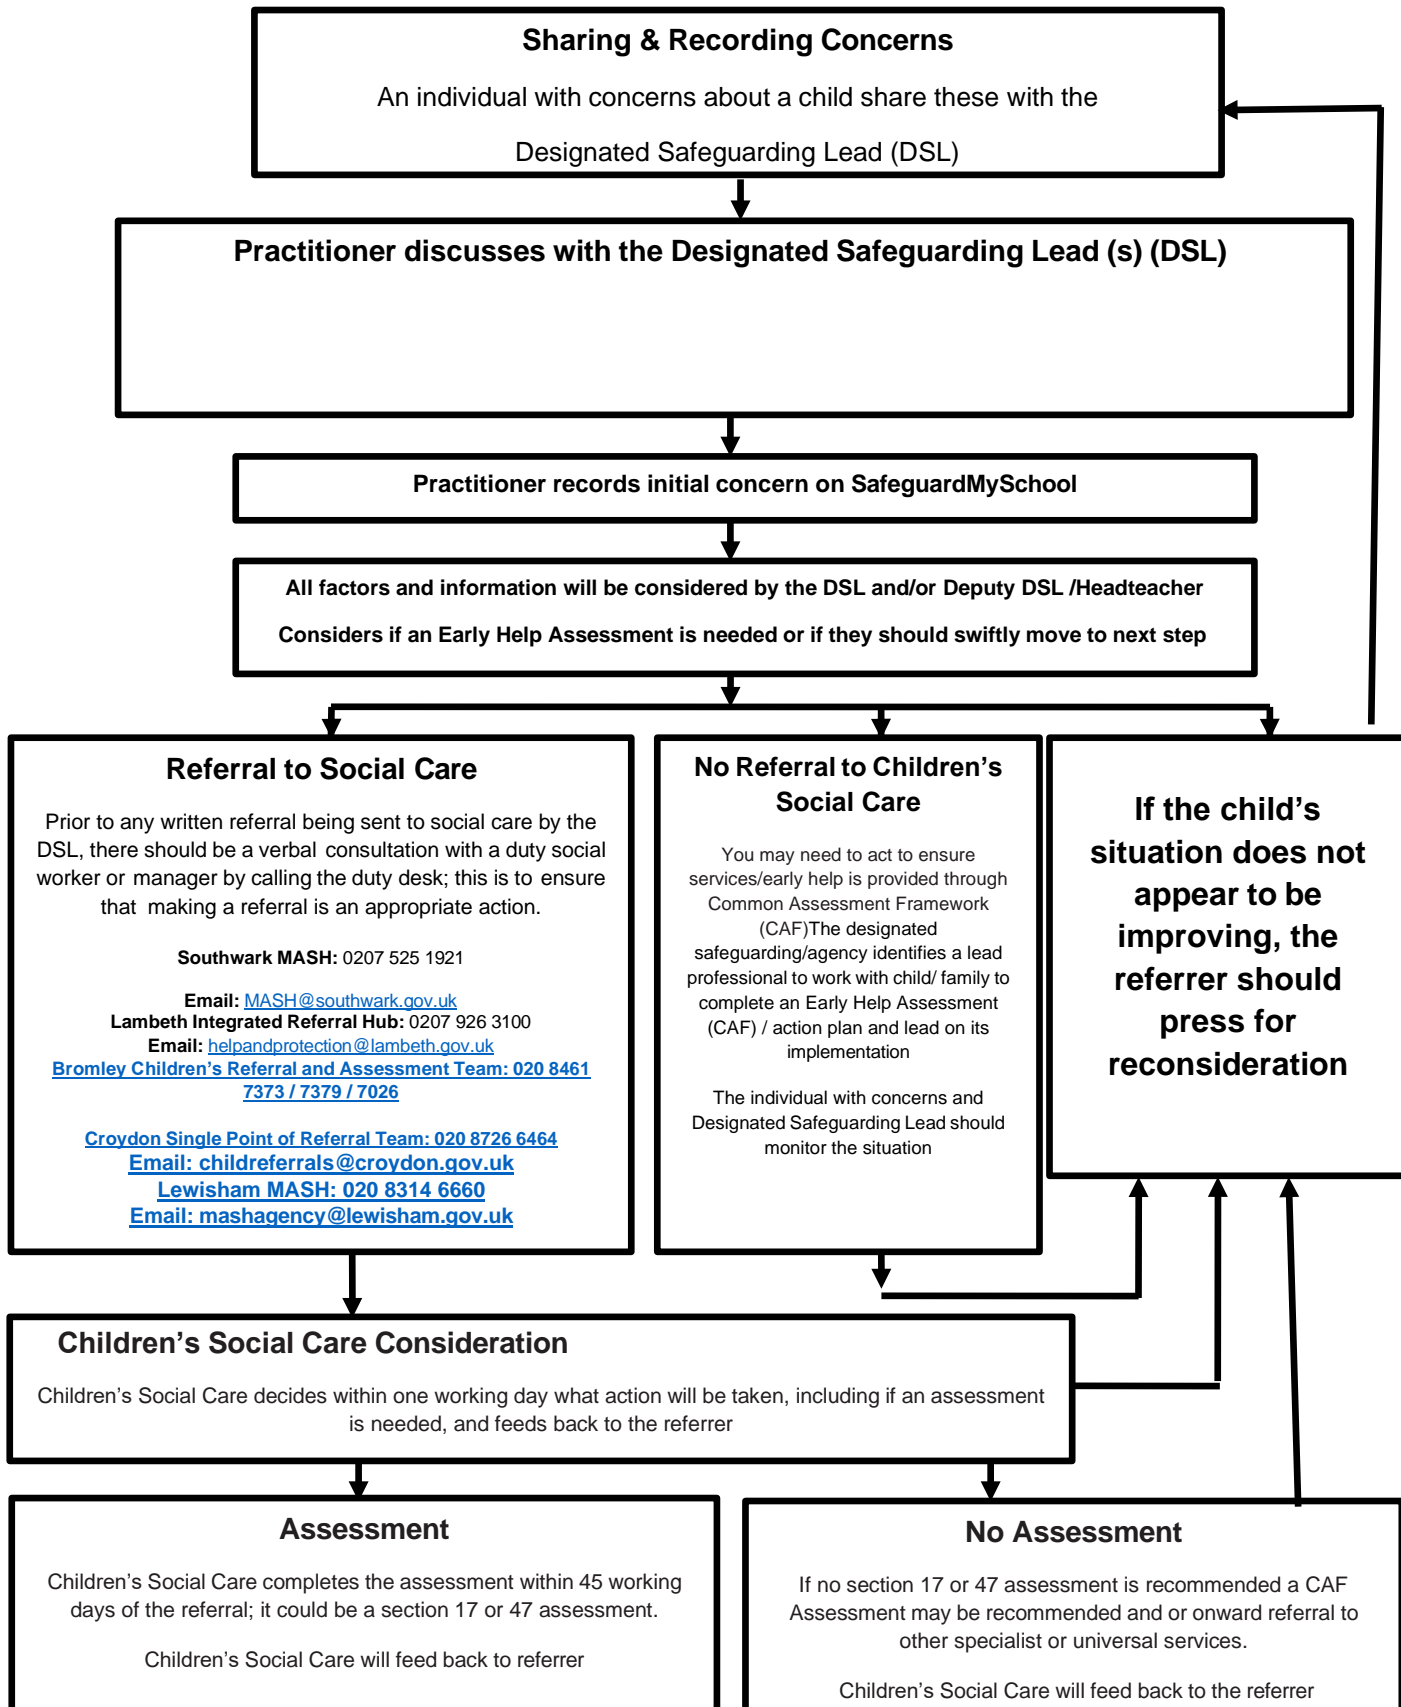 Sharing & Recording Concerns
An individual with concerns about a child share these with the
Designated Safeguarding Lead (DSL)
Practitioner discusses with the Designated Safeguarding Lead (s) (DSL)
Practitioner records initial concern on SafeguardMySchool
All factors and information will be considered by the DSL and/or Deputy DSL /Headteacher
Considers if an Early Help Assessment is needed or if they should swiftly move to next step
Referral to Social Care
Prior to any written referral being sent to social care by the
DSL, there should be a verbal consultation with a duty social
worker or manager by calling the duty desk; this is to ensure
that making a referral is an appropriate action.
Southwark MASH: 0207 525 1921
Email: MASH@southwark.gov.uk
Lambeth Integrated Referral Hub: 0207 926 3100
Email: helpandprotection@lambeth.gov.uk
Bromley Children’s Referral and Assessment Team: 020 8461
7373 / 7379 / 7026
Croydon Single Point of Referral Team: 020 8726 6464
Email: childreferrals@croydon.gov.uk
Lewisham MASH: 020 8314 6660
Email: mashagency@lewisham.gov.uk
No Referral to Children’s
Social Care
You may need to act to ensure
services/early help is provided through
Common Assessment Framework
(CAF)The designated
safeguarding/agency identifies a lead
professional to work with child/ family to
complete an Early Help Assessment
(CAF) / action plan and lead on its
implementation
The individual with concerns and
Designated Safeguarding Lead should
monitor the situation
If the child’s
situation does not
appear to be
improving, the
referrer should
press for
reconsideration
Children’s Social Care Consideration
Children’s Social Care decides within one working day what action will be taken, including if an assessment
is needed, and feeds back to the referrer
Assessment
Children’s Social Care completes the assessment within 45 working
days of the referral; it could be a section 17 or 47 assessment.
Children’s Social Care will feed back to referrer
No Assessment
If no section 17 or 47 assessment is recommended a CAF
Assessment may be recommended and or onward referral to
other specialist or universal services.
Children’s Social Care will feed back to the referrer